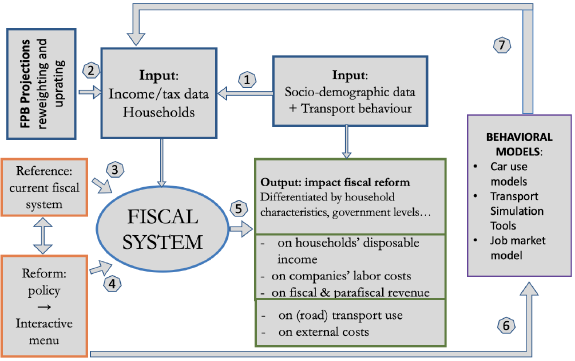 FPB Projections
reweighting and
uprating
2
Input:
Income/tax data
Households
1
Input:
Socio-demographic data
+ Transport behaviour
7
BEHAVIORAL
MODELS:
• Car use
models
• Transport
Simulation
Tools
• Job market
model
Reference:
current fiscal
system
3
FISCAL
SYSTEM
5
Output: impact fiscal reform
Differentiated by household
characteristics, government levels…
- on households’ disposable
income
- on companies’ labor costs
- on fiscal & parafiscal revenue
- on (road) transport use
- on external costs
Reform:
policy
→
Interactive
menu
4
6